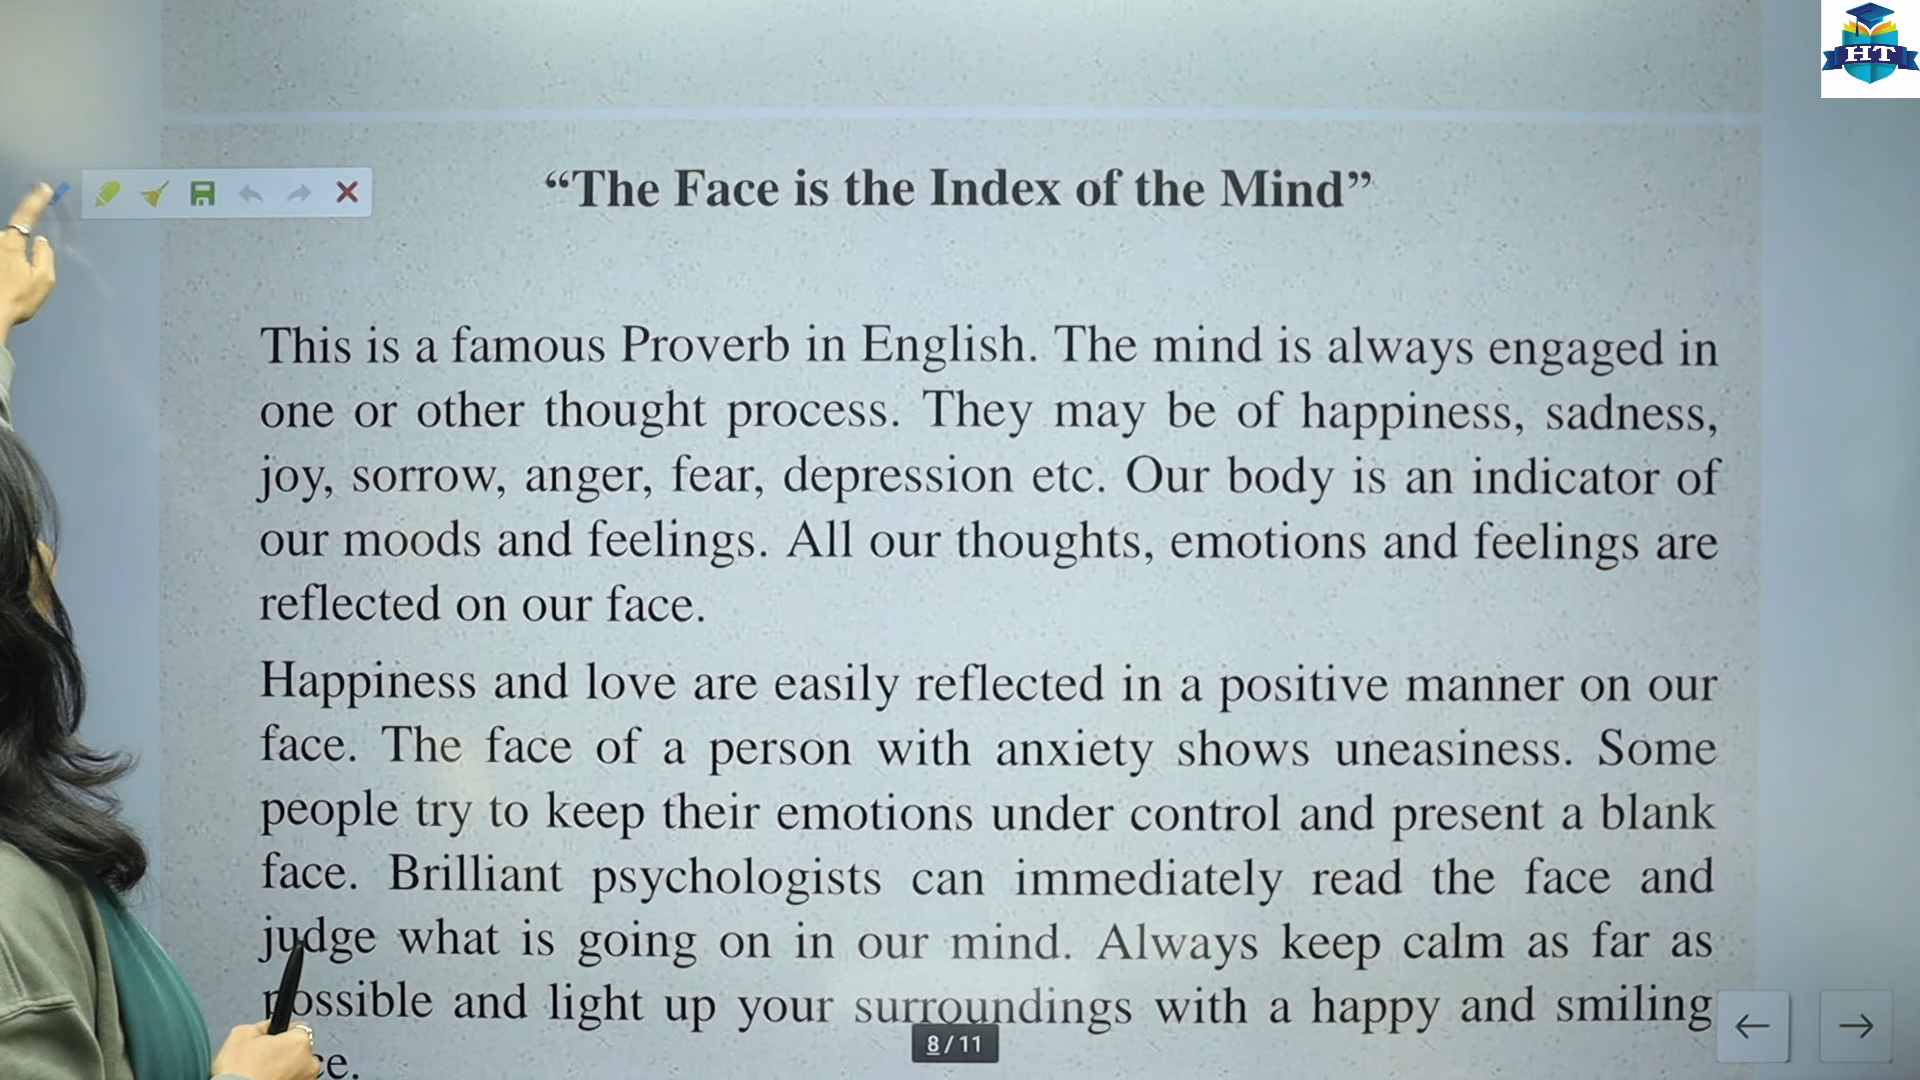 HT
“The Face is the Index of the Mind”
This is a famous Proverb in English. The mind is always engaged in
one or other thought process. They may be of happiness, sadness,
joy, sorrow, anger, fear, depression etc. Our body is an indicator of
our moods and feelings. All our thoughts, emotions and feelings are
reflected on our face.
Happiness and love are easily reflected in a positive manner on our
face. The face of a person with anxiety shows uneasiness. Some
people try to keep their emotions under control and present a blank
face. Brilliant psychologists can immediately read the face and
judge what is going on in our mind. Always keep calm as far as
possible and light up your surroundings with a happy and smiling
8/11